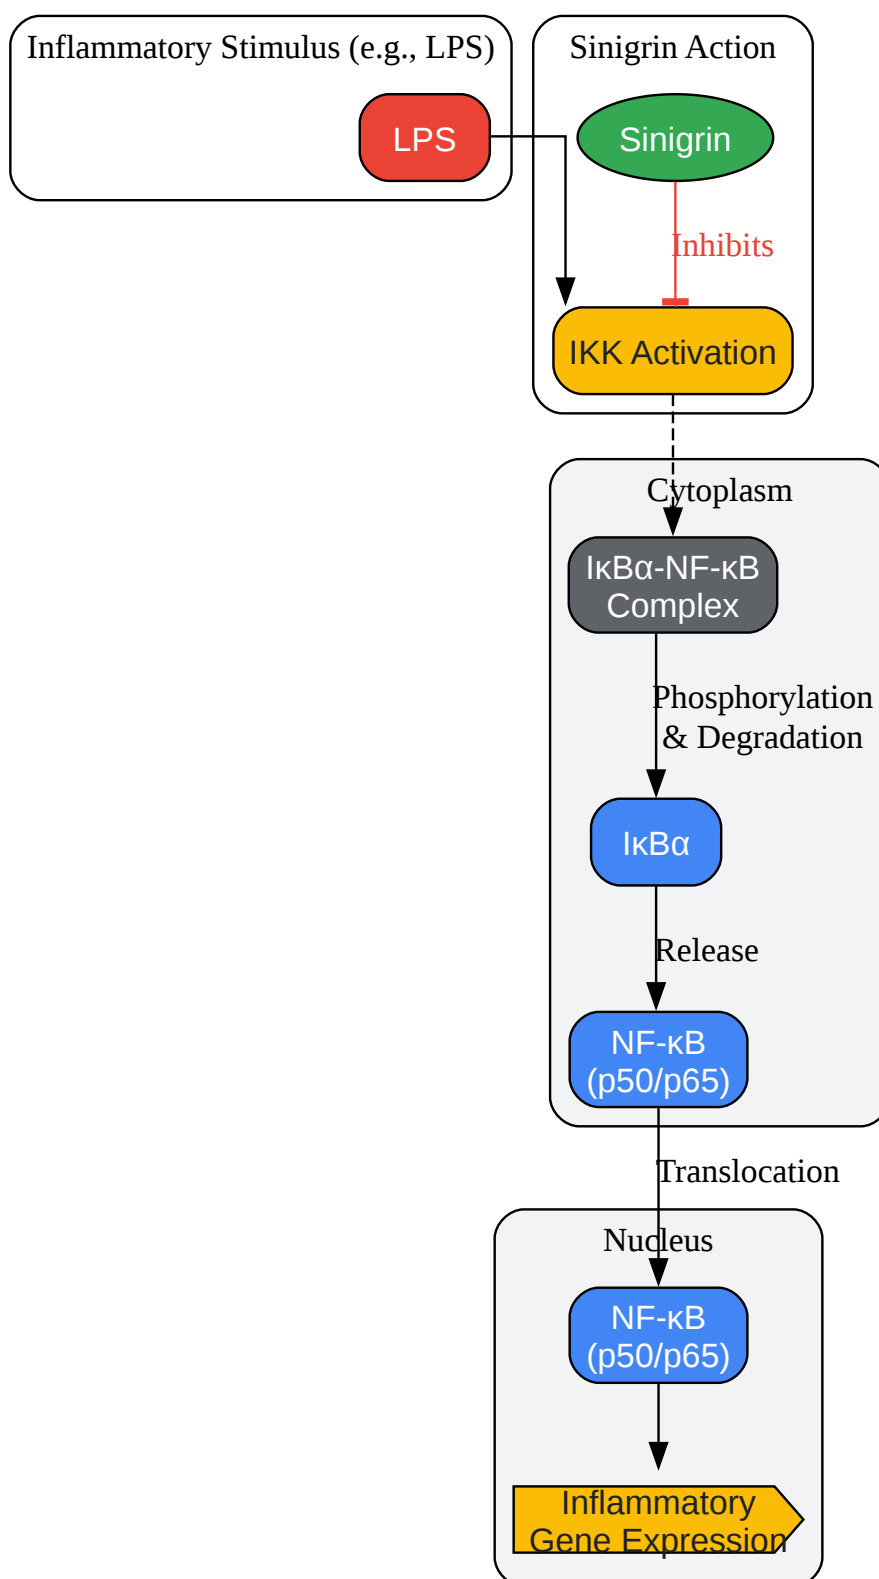 Inflammatory Stimulus (e.g., LPS)
Sinigrin Action
LPS
Sinigrin
Inhibits
IKK Activation
Cytoplasm
IκBα-NF-κB
Complex
Phosphorylation
& Degradation
IκBα
Release
NF-κB
(p50/p65)
Translocation
Nucleus
NF-κB
(p50/p65)
Inflammatory
Gene Expression